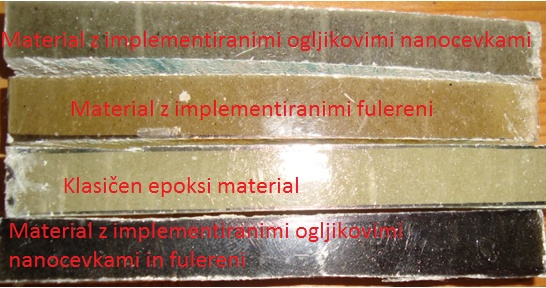 Material z implementiranimi ogljikovimi nanocevkami
Material z implementiranimi fulereni
Klasičen epoksi material
Material z implementiranimi ogljikovimi
nanocevkami in fulereni